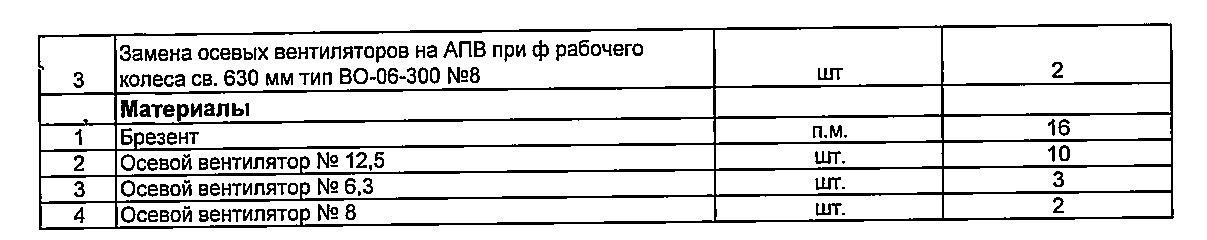 Замена осевых вентиляторов на АПВ при ф рабочего
3 колеса св. 630 мм тип ВО-06-300 №8 шт 2
Материалы
1 Брезент п.м. 16
2 Осевой вентилятор № 12,5 шт. 10
3 Осевой вентилятор № 6,3 шт. 3
4 Осевой вентилятор № 8 шт. 2